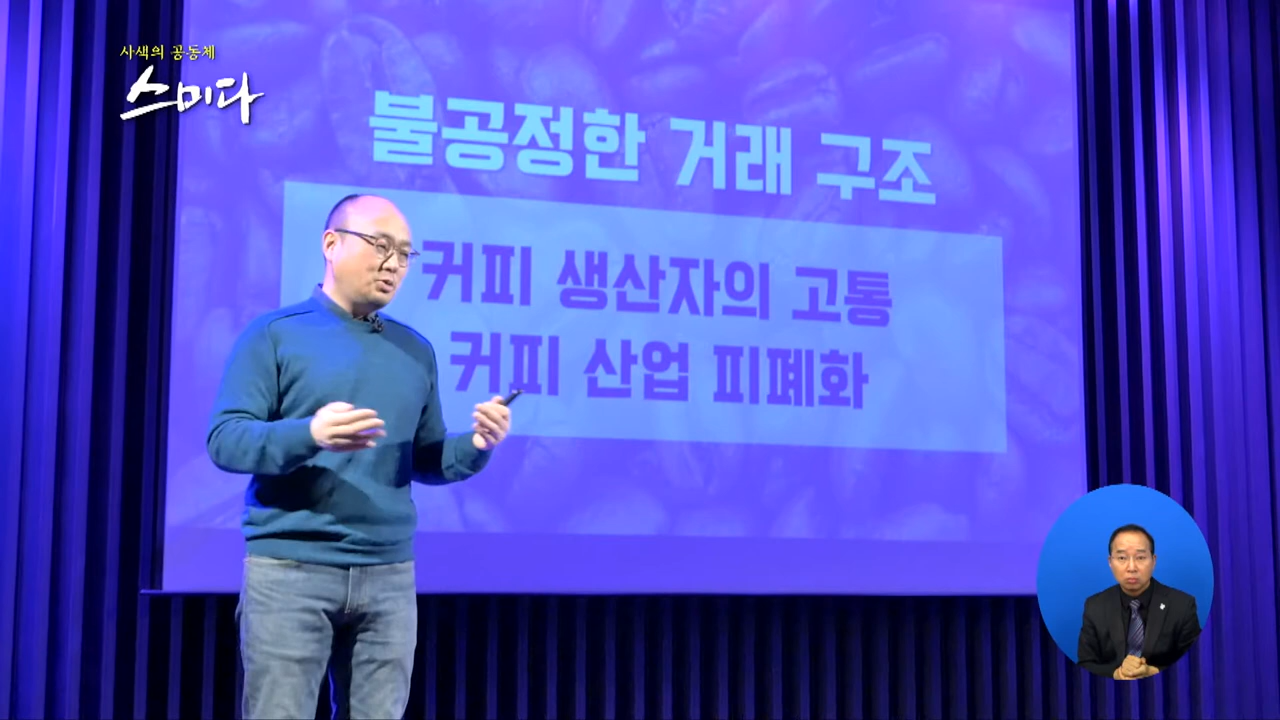 사색의 공동체
스미다
불공정한 거래 구조
커피 생산자의 고통
커피 산업 피폐화